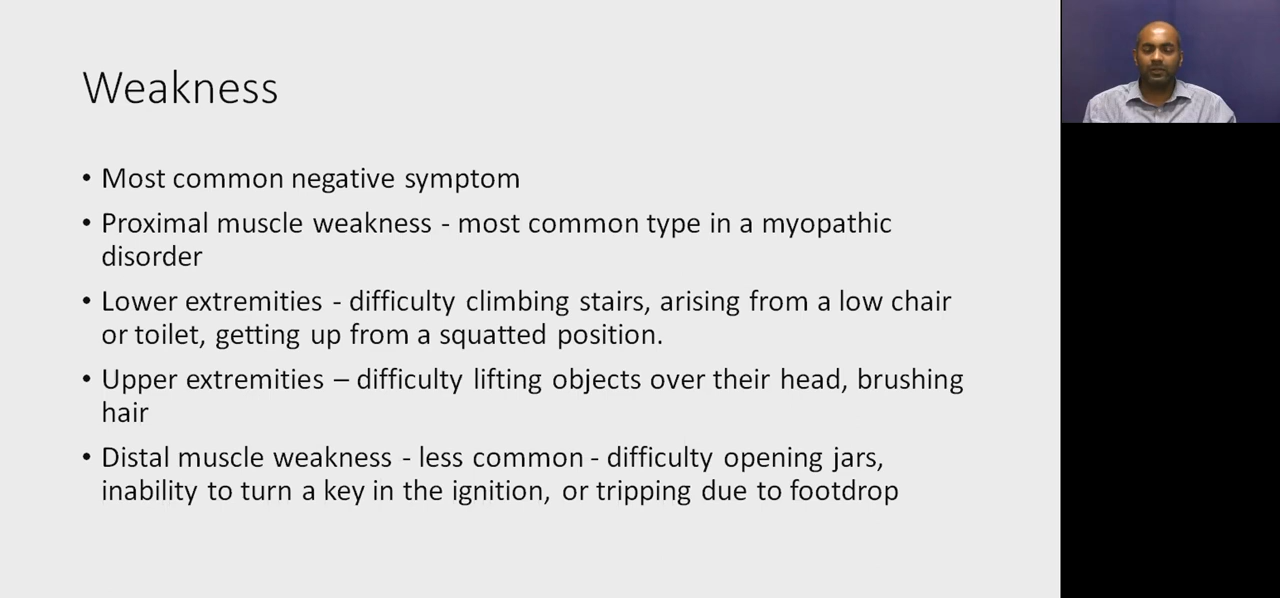 Weakness
• Most common negative symptom
• Proximal muscle weakness - most common type in a myopathic
disorder
• Lower extremities - difficulty climbing stairs, arising from a low chair
or toilet, getting up from a squatted position.
• Upper extremities – difficulty lifting objects over their head, brushing
hair
• Distal muscle weakness - less common - difficulty opening jars,
inability to turn a key in the ignition, or tripping due to footdrop